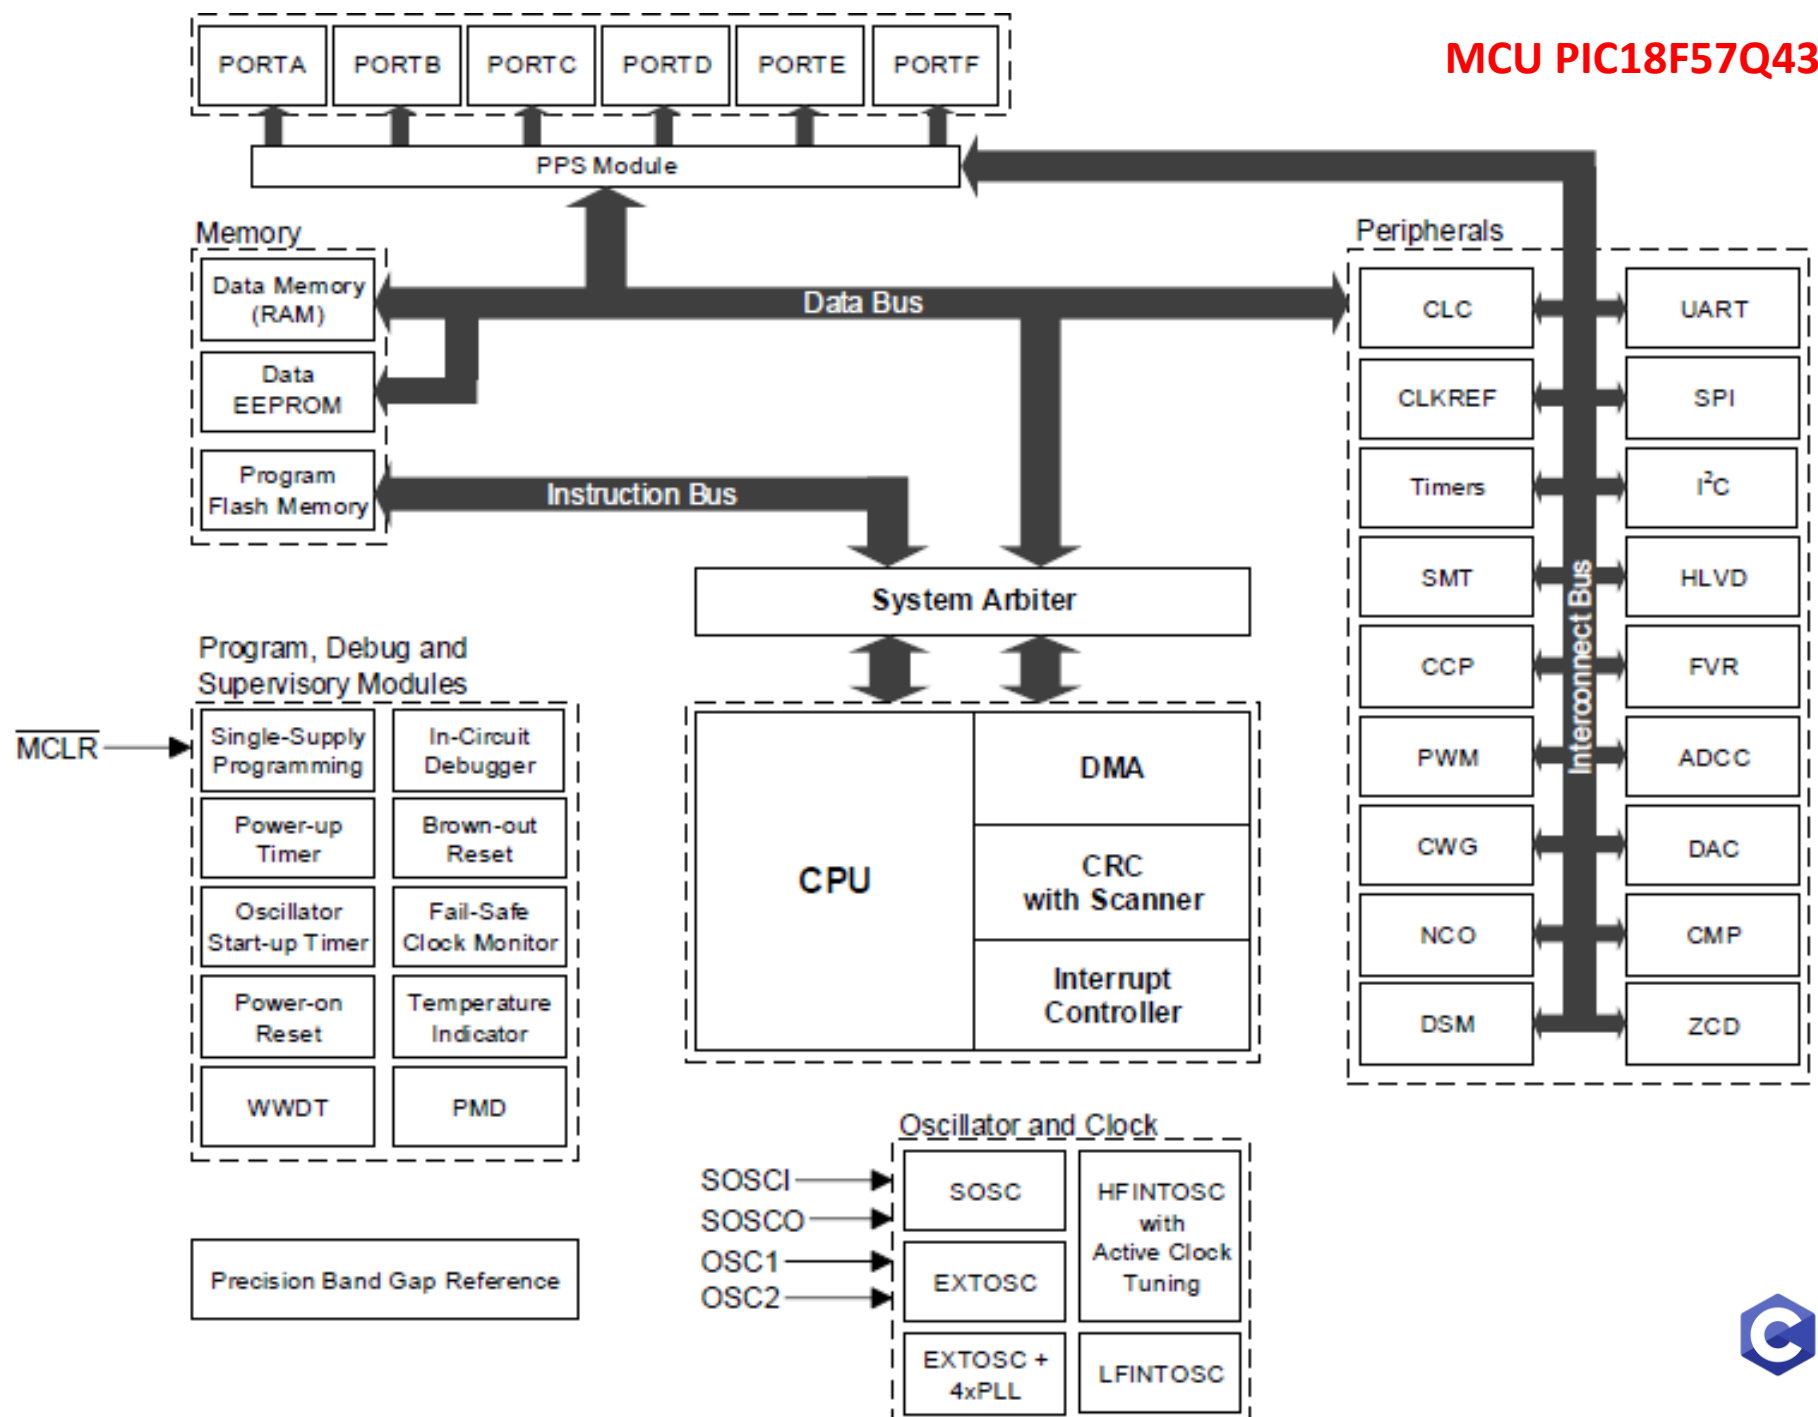 MCU PIC18F57Q43
PORTA
PORTB
PORTC
PORTD
PORTE
PORTF
PPS Module
Memory
Data Memory
(RAM)
Data
EEPROM
Program
Flash Memory
Data Bus
Instruction Bus
System Arbiter
CPU
DMA
CRC
with Scanner
Interrupt
Controller
Peripherals
CLC
UART
CLKREF
SPI
Timers
I²C
SMT
HLVD
CCP
FVR
PWM
ADCC
CWG
DAC
NCO
CMP
DSM
ZCD
Interconnect Bus
Program, Debug and
Supervisory Modules
MCLR
Single-Supply
Programming
In-Circuit
Debugger
Power-up
Timer
Brown-out
Reset
Oscillator
Start-up Timer
Fail-Safe
Clock Monitor
Power-on
Reset
Temperature
Indicator
WWDT
PMD
Precision Band Gap Reference
Oscillator and Clock
SOSCI
SOSCO
OSC1
OSC2
SOSC
HFINTOSC
with
Active Clock
Tuning
EXTOSC
EXTOSC +
4xPLL
LFINTOSC
C